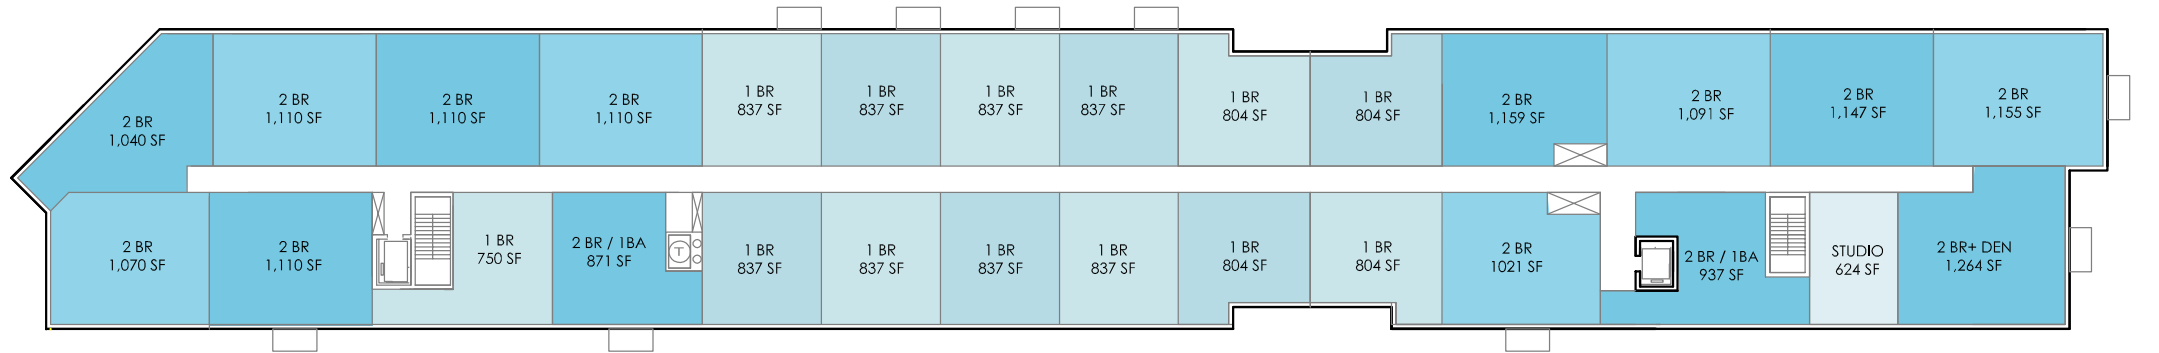 2 BR
1,040 SF
2 BR
1,110 SF
2 BR
1,110 SF
2 BR
1,110 SF
1 BR
837 SF
1 BR
837 SF
1 BR
837 SF
1 BR
837 SF
1 BR
804 SF
1 BR
804 SF
2 BR
1,159 SF
2 BR
1,091 SF
2 BR
1,147 SF
2 BR
1,155 SF
2 BR
1,070 SF
2 BR
1,110 SF
1 BR
750 SF
2 BR / 1BA
871 SF
T
1 BR
837 SF
1 BR
837 SF
1 BR
837 SF
1 BR
837 SF
1 BR
804 SF
1 BR
804 SF
2 BR
1021 SF
2 BR / 1BA
937 SF
STUDIO
624 SF
2 BR+ DEN
1,264 SF